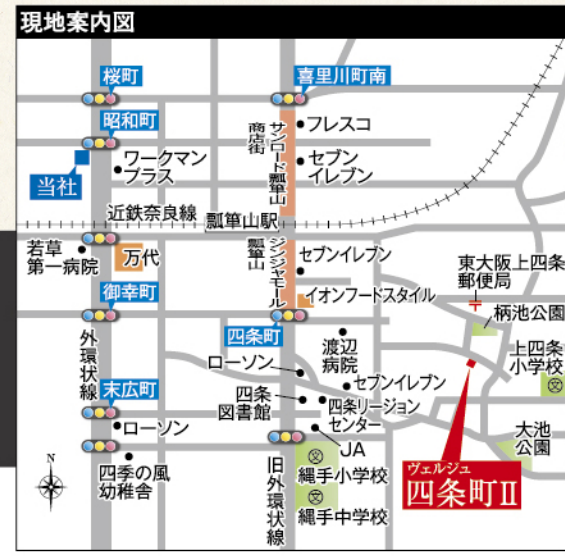 現地案内図
桜町
喜里川町南
昭和町
フレスコ
サンロード瓢箪山
商店街
ワークマン
プラス
セブン
イレブン
当社
近鉄奈良線
瓢箪山駅
若草
第一病院
万代
ジンジャモール
瓢箪山
セブンイレブン
東大阪上四条
郵便局
イオンフードスタイル
御幸町
柄池公園
四条町
渡辺
病院
上四条
小学校
文
外環状線
ローソン
セブンイレブン
末広町
四条
図書館
四条リージョン
センター
ローソン
JA
大池
公園
ヴェルジュ
四条町II
N
四季の風
幼稚舎
旧外環状線
文
縄手小学校
文
縄手中学校